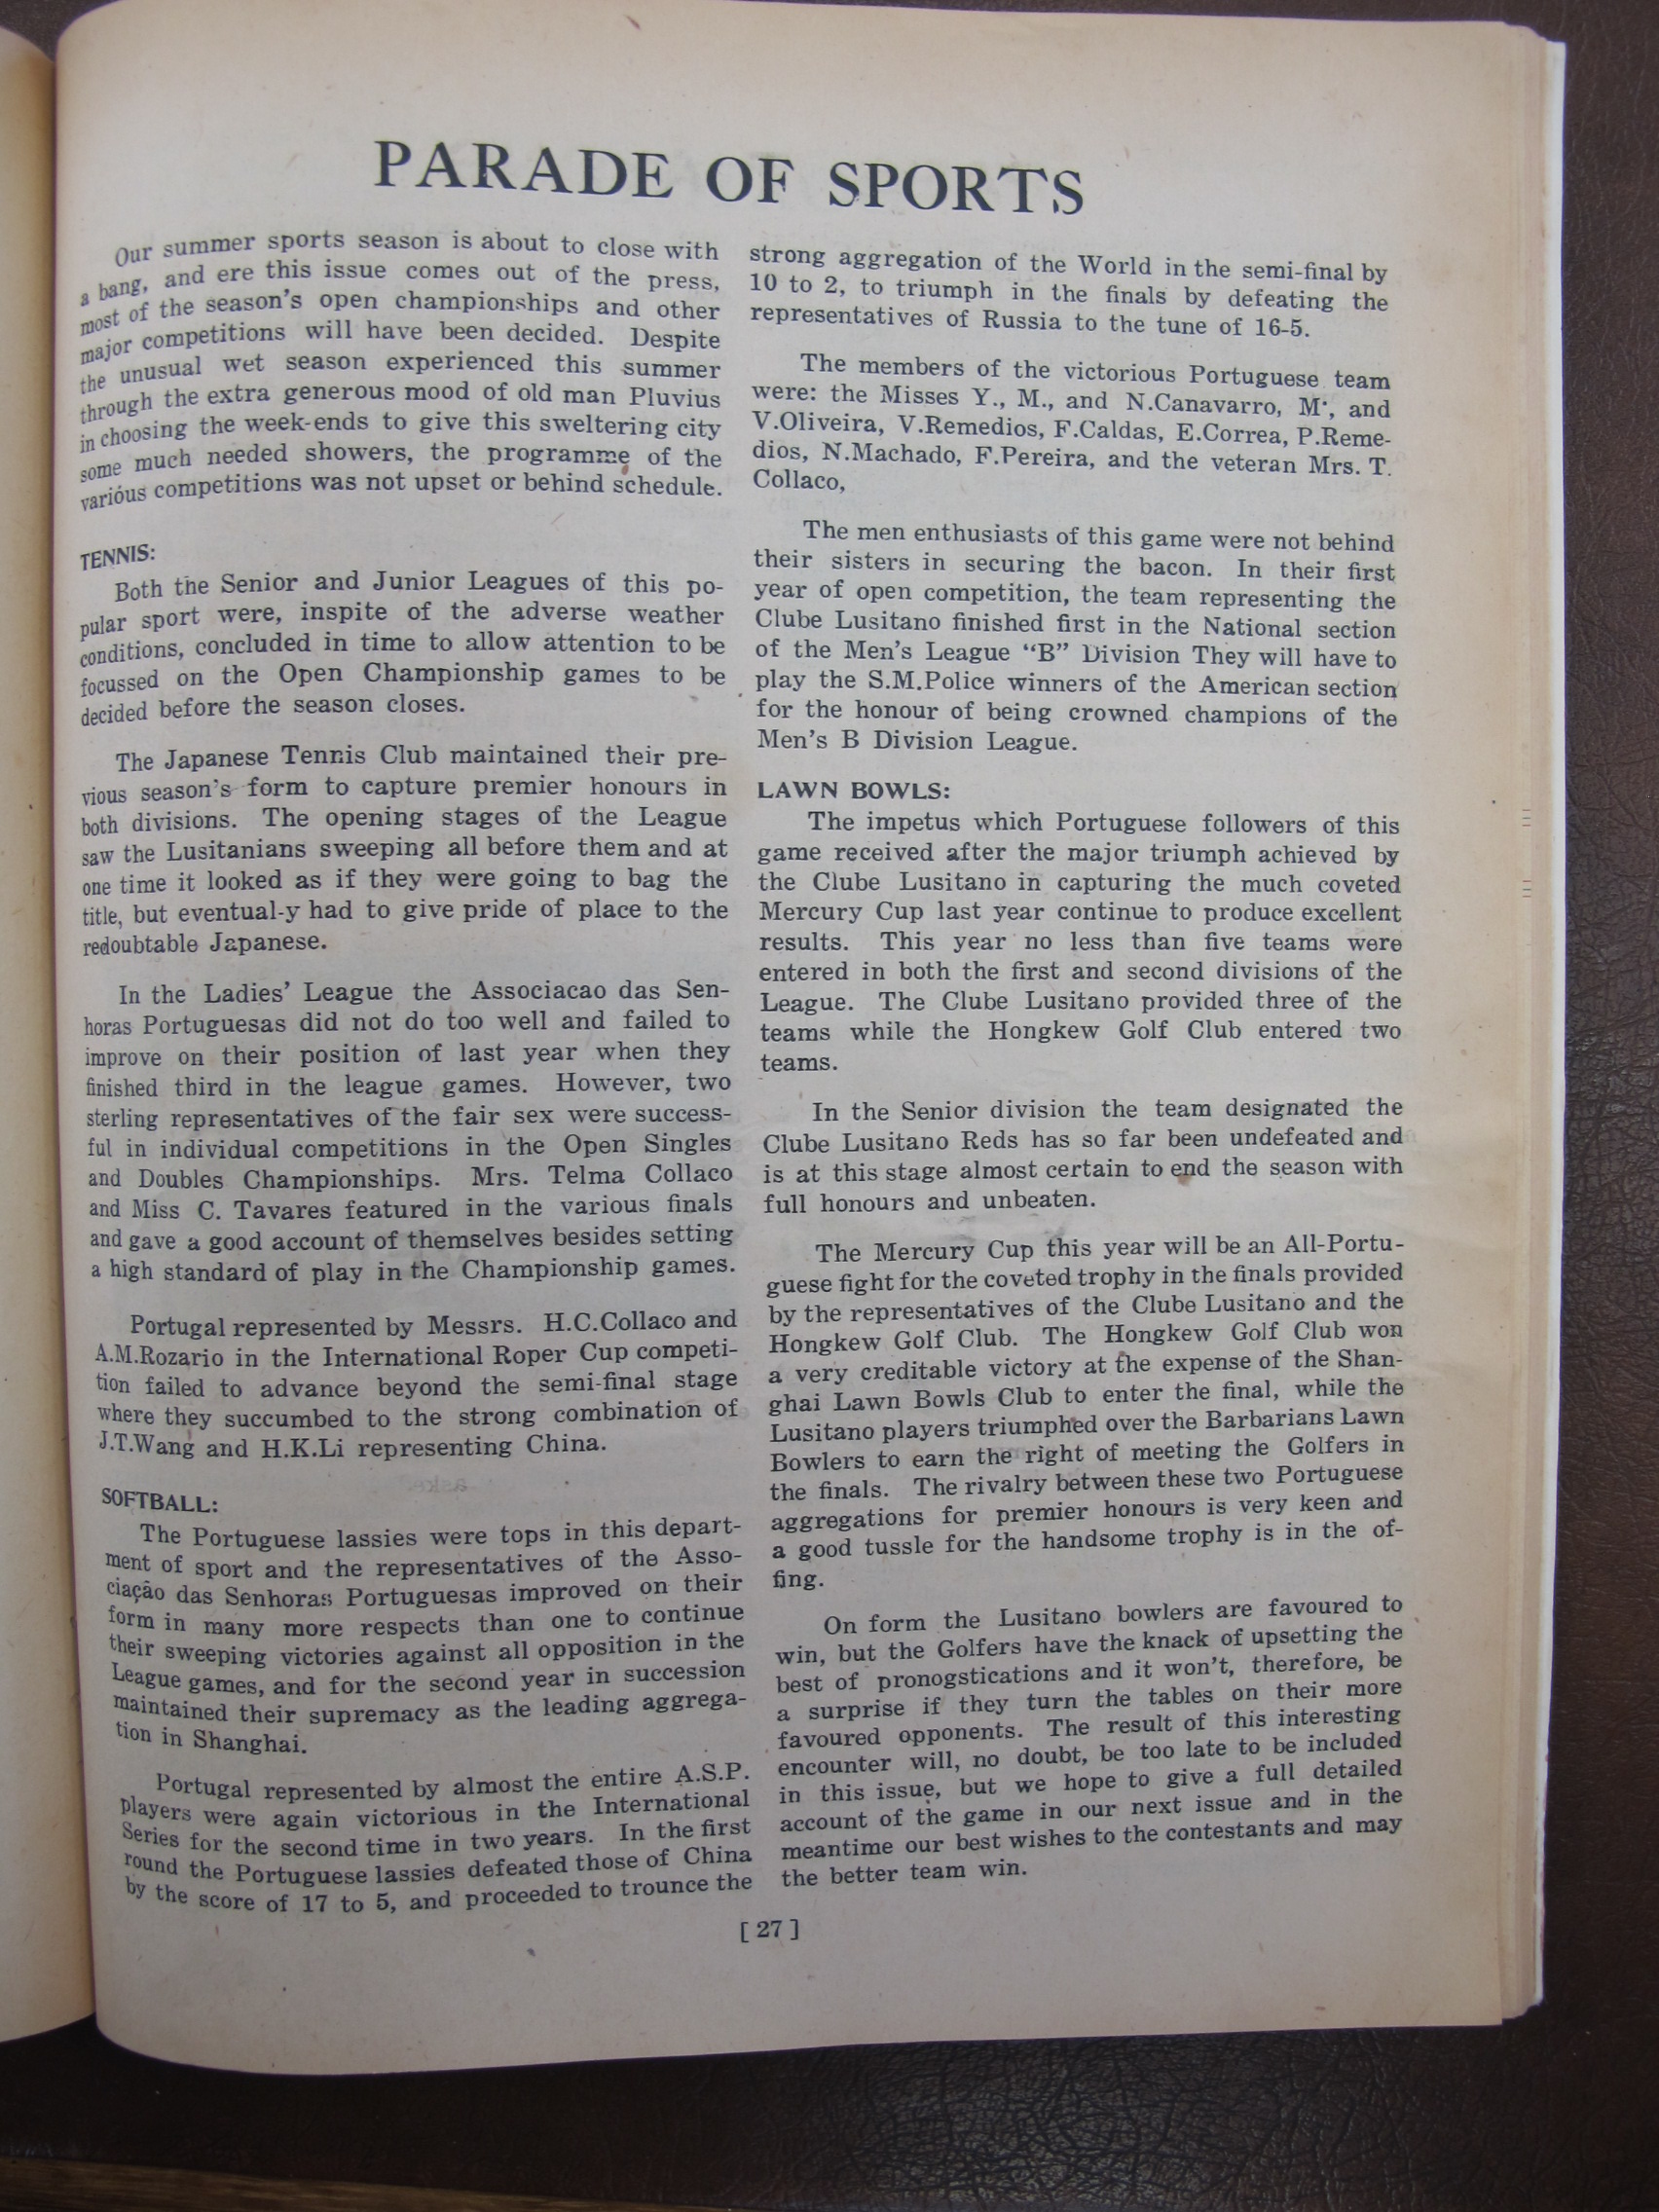 PARADE OF SPORTS
Our summer sports season is about to close with
a bang, and ere this issue comes out of the press,
most of the season's open championships and other
major competitions will have been decided. Despite
the unusual wet season experienced this summer
through the extra generous mood of old man Pluvius
in choosing the week-ends to give this sweltering city
some much needed showers, the programme of the
various competitions was not upset or behind schedule.
TENNIS:
Both the Senior and Junior Leagues of this po-
pular sport were, inspite of the adverse weather
conditions, concluded in time to allow attention to be
focussed on the Open Championship games to be
decided before the season closes.
The Japanese Tennis Club maintained their pre-
vious season's form to capture premier honours in
both divisions. The opening stages of the League
saw the Lusitanians sweeping all before them and at
one time it looked as if they were going to bag the
title, but eventual-y had to give pride of place to the
redoubtable Japanese.
In the Ladies' League the Associacao das Sen-
horas Portuguesas did not do too well and failed to
improve on their position of last year when they
finished third in the league games. However, two
sterling representatives of the fair sex were success-
ful in individual competitions in the Open Singles
and Doubles Championships. Mrs. Telma Collaco
and Miss C. Tavares featured in the various finals
and gave a good account of themselves besides setting
a high standard of play in the Championship games.
Portugal represented by Messrs. H.C.Collaco and
A.M.Rozario in the International Roper Cup competi-
tion failed to advance beyond the semi-final stage
where they succumbed to the strong combination of
J.T.Wang and H.K.Li representing China.
SOFTBALL:
The Portuguese lassies were tops in this depart-
ment of sport and the representatives of the Asso-
ciação das Senhoras Portuguesas improved on their
form in many more respects than one to continue
their sweeping victories against all opposition in the
League games, and for the second year in succession
maintained their supremacy as the leading aggrega-
tion in Shanghai.
Portugal represented by almost the entire A.S.P.
players were again victorious in the International
Series for the second time in two years. In the first
round the Portuguese lassies defeated those of China
by the score of 17 to 5, and proceeded to trounce the
strong aggregation of the World in the semi-final by
10 to 2, to triumph in the finals by defeating the
representatives of Russia to the tune of 16-5.
The members of the victorious Portuguese team
were: the Misses Y., M., and N.Canavarro, M., and
V.Oliveira, V.Remedios, F.Caldas, E.Correa, P.Reme-
dios, N.Machado, F.Pereira, and the veteran Mrs. T.
Collaco,
The men enthusiasts of this game were not behind
their sisters in securing the bacon. In their first
year of open competition, the team representing the
Clube Lusitano finished first in the National section
of the Men's League "B" Division They will have to
play the S.M.Police winners of the American section
for the honour of being crowned champions of the
Men's B Division League.
LAWN BOWLS:
The impetus which Portuguese followers of this
game received after the major triumph achieved by
the Clube Lusitano in capturing the much coveted
Mercury Cup last year continue to produce excellent
results. This year no less than five teams were
entered in both the first and second divisions of the
League. The Clube Lusitano provided three of the
teams while the Hongkew Golf Club entered two
teams.
In the Senior division the team designated the
Clube Lusitano Reds has so far been undefeated and
is at this stage almost certain to end the season with
full honours and unbeaten.
The Mercury Cup this year will be an All-Portu-
guese fight for the coveted trophy in the finals provided
by the representatives of the Clube Lusitano and the
Hongkew Golf Club. The Hongkew Golf Club won
a very creditable victory at the expense of the Shan-
ghai Lawn Bowls Club to enter the final, while the
Lusitano players triumphed over the Barbarians Lawn
Bowlers to earn the right of meeting the Golfers in
the finals. The rivalry between these two Portuguese
aggregations for premier honours is very keen and
a good tussle for the handsome trophy is in the of-
fing.
On form the Lusitano bowlers are favoured to
win, but the Golfers have the knack of upsetting the
best of pronogstications and it won't, therefore, be
a surprise if they turn the tables on their more
favoured opponents. The result of this interesting
encounter will, no doubt, be too late to be included
in this issue, but we hope to give a full detailed
account of the game in our next issue and in the
meantime our best wishes to the contestants and may
the better team win.
[ 27 ]